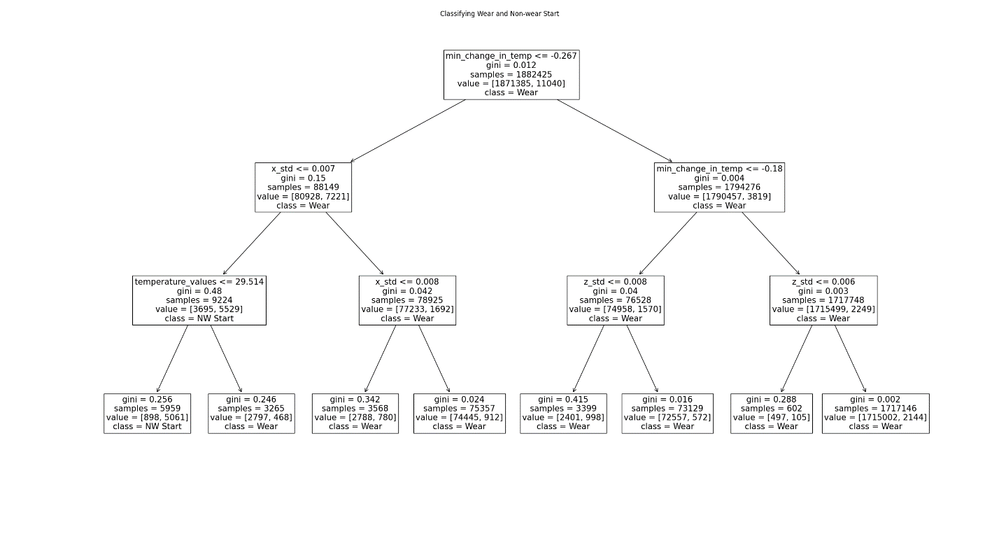 Classifying Wear and Non-wear Start
min_change_in_temp <= -0.267
gini = 0.012
samples = 1882425
value = [1871385, 11040]
class = Wear
x_std <= 0.007
gini = 0.15
samples = 88149
value = [80928, 7221]
class = Wear
min_change_in_temp <= -0.18
gini = 0.004
samples = 1794276
value = [1790457, 3819]
class = Wear
temperature_values <= 29.514
gini = 0.48
samples = 9224
value = [3695, 5529]
class = NW Start
x_std <= 0.008
gini = 0.042
samples = 78925
value = [77233, 1692]
class = Wear
z_std <= 0.008
gini = 0.04
samples = 76528
value = [74958, 1570]
class = Wear
z_std <= 0.006
gini = 0.003
samples = 1717748
value = [1715499, 2249]
class = Wear
gini = 0.256
samples = 5959
value = [898, 5061]
class = NW Start
gini = 0.246
samples = 3265
value = [2797, 468]
class = Wear
gini = 0.342
samples = 3568
value = [2788, 780]
class = Wear
gini = 0.024
samples = 75357
value = [74445, 912]
class = Wear
gini = 0.415
samples = 3399
value = [2401, 998]
class = Wear
gini = 0.016
samples = 73129
value = [72557, 572]
class = Wear
gini = 0.288
samples = 602
value = [497, 105]
class = Wear
gini = 0.002
samples = 1717146
value = [1715002, 2144]
class = Wear